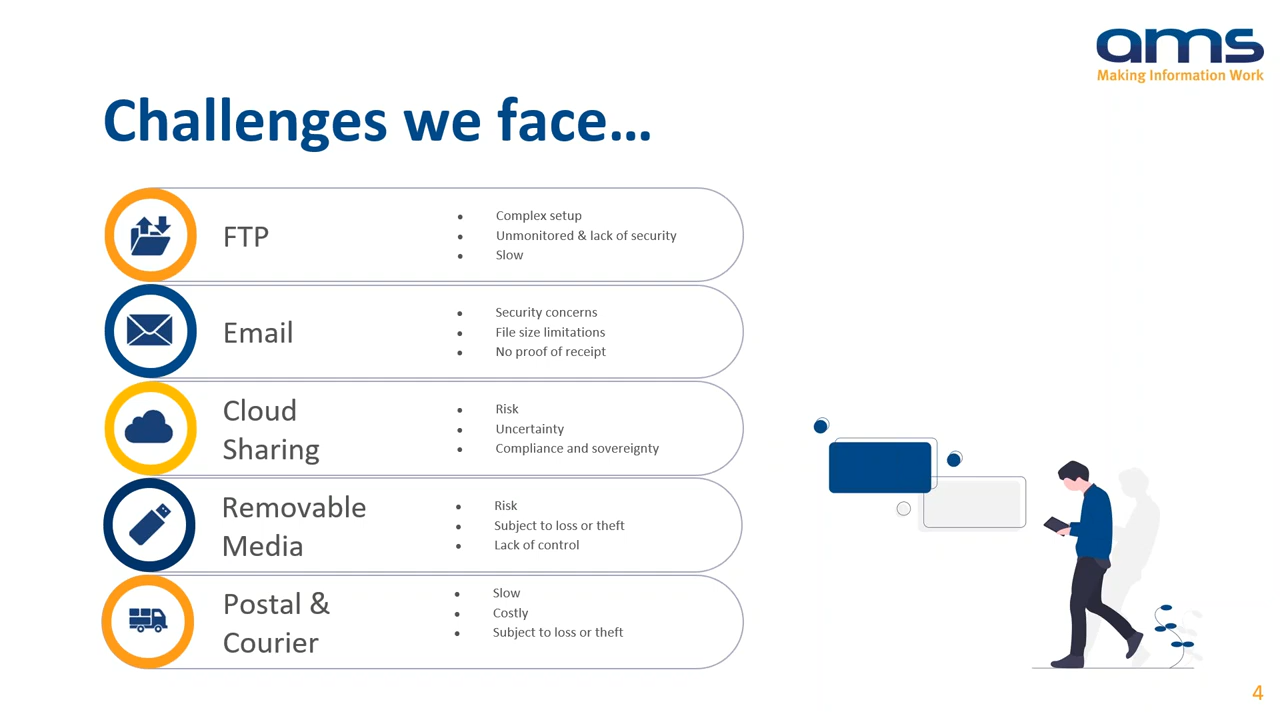 ams
Making Information Work
Challenges we face…
FTP
• Complex setup
• Unmonitored & lack of security
• Slow
Email
• Security concerns
• File size limitations
• No proof of receipt
Cloud
Sharing
• Risk
• Uncertainty
• Compliance and sovereignty
Removable
Media
• Risk
• Subject to loss or theft
• Lack of control
Postal &
Courier
• Slow
• Costly
• Subject to loss or theft
4